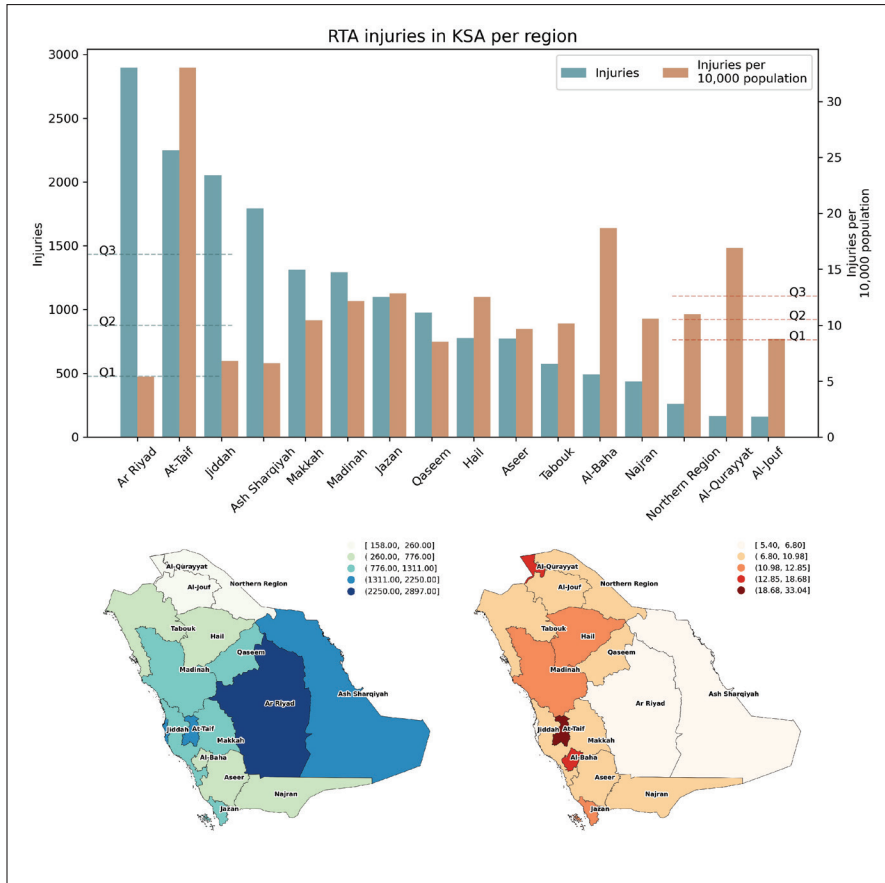 RTA injuries in KSA per region
Injuries
Injuries per
10,000 population
3000
2500
2000
1500
1000
500
0
Injuries
Q3
Q2
Q1
30
25
20
15
10
5
0
Injuries per
10,000 population
Q3
Q2
Q1
Ar Riyad
At-Taif
Jiddah
Ash Sharqiyah
Makkah
Madinah
Jazan
Qaseem
Hail
Aseer
Tabouk
Al-Baha
Najran
Northern Region
Al-Qurayyat
Al-Jouf
[ 158.00, 260.00]
( 260.00, 776.00]
( 776.00, 1311.00]
(1311.00, 2250.00]
(2250.00, 2897.00]
Al-Qurayyat
Northern Region
Al-Jouf
Tabouk
Hail
Qaseem
Madinah
Ash Sharqiyah
Ar Riyad
Jiddah
At-Taif
Makkah
Al-Baha
Aseer
Najran
Jazan
[ 5.40, 6.80]
( 6.80, 10.98]
(10.98, 12.85]
(12.85, 18.68]
(18.68, 33.04]
Al-Qurayyat
Northern Region
Al-Jouf
Tabouk
Hail
Qaseem
Madinah
Ash Sharqiyah
Ar Riyad
Jiddah
At-Taif
Makkah
Al-Baha
Aseer
Najran
Jazan